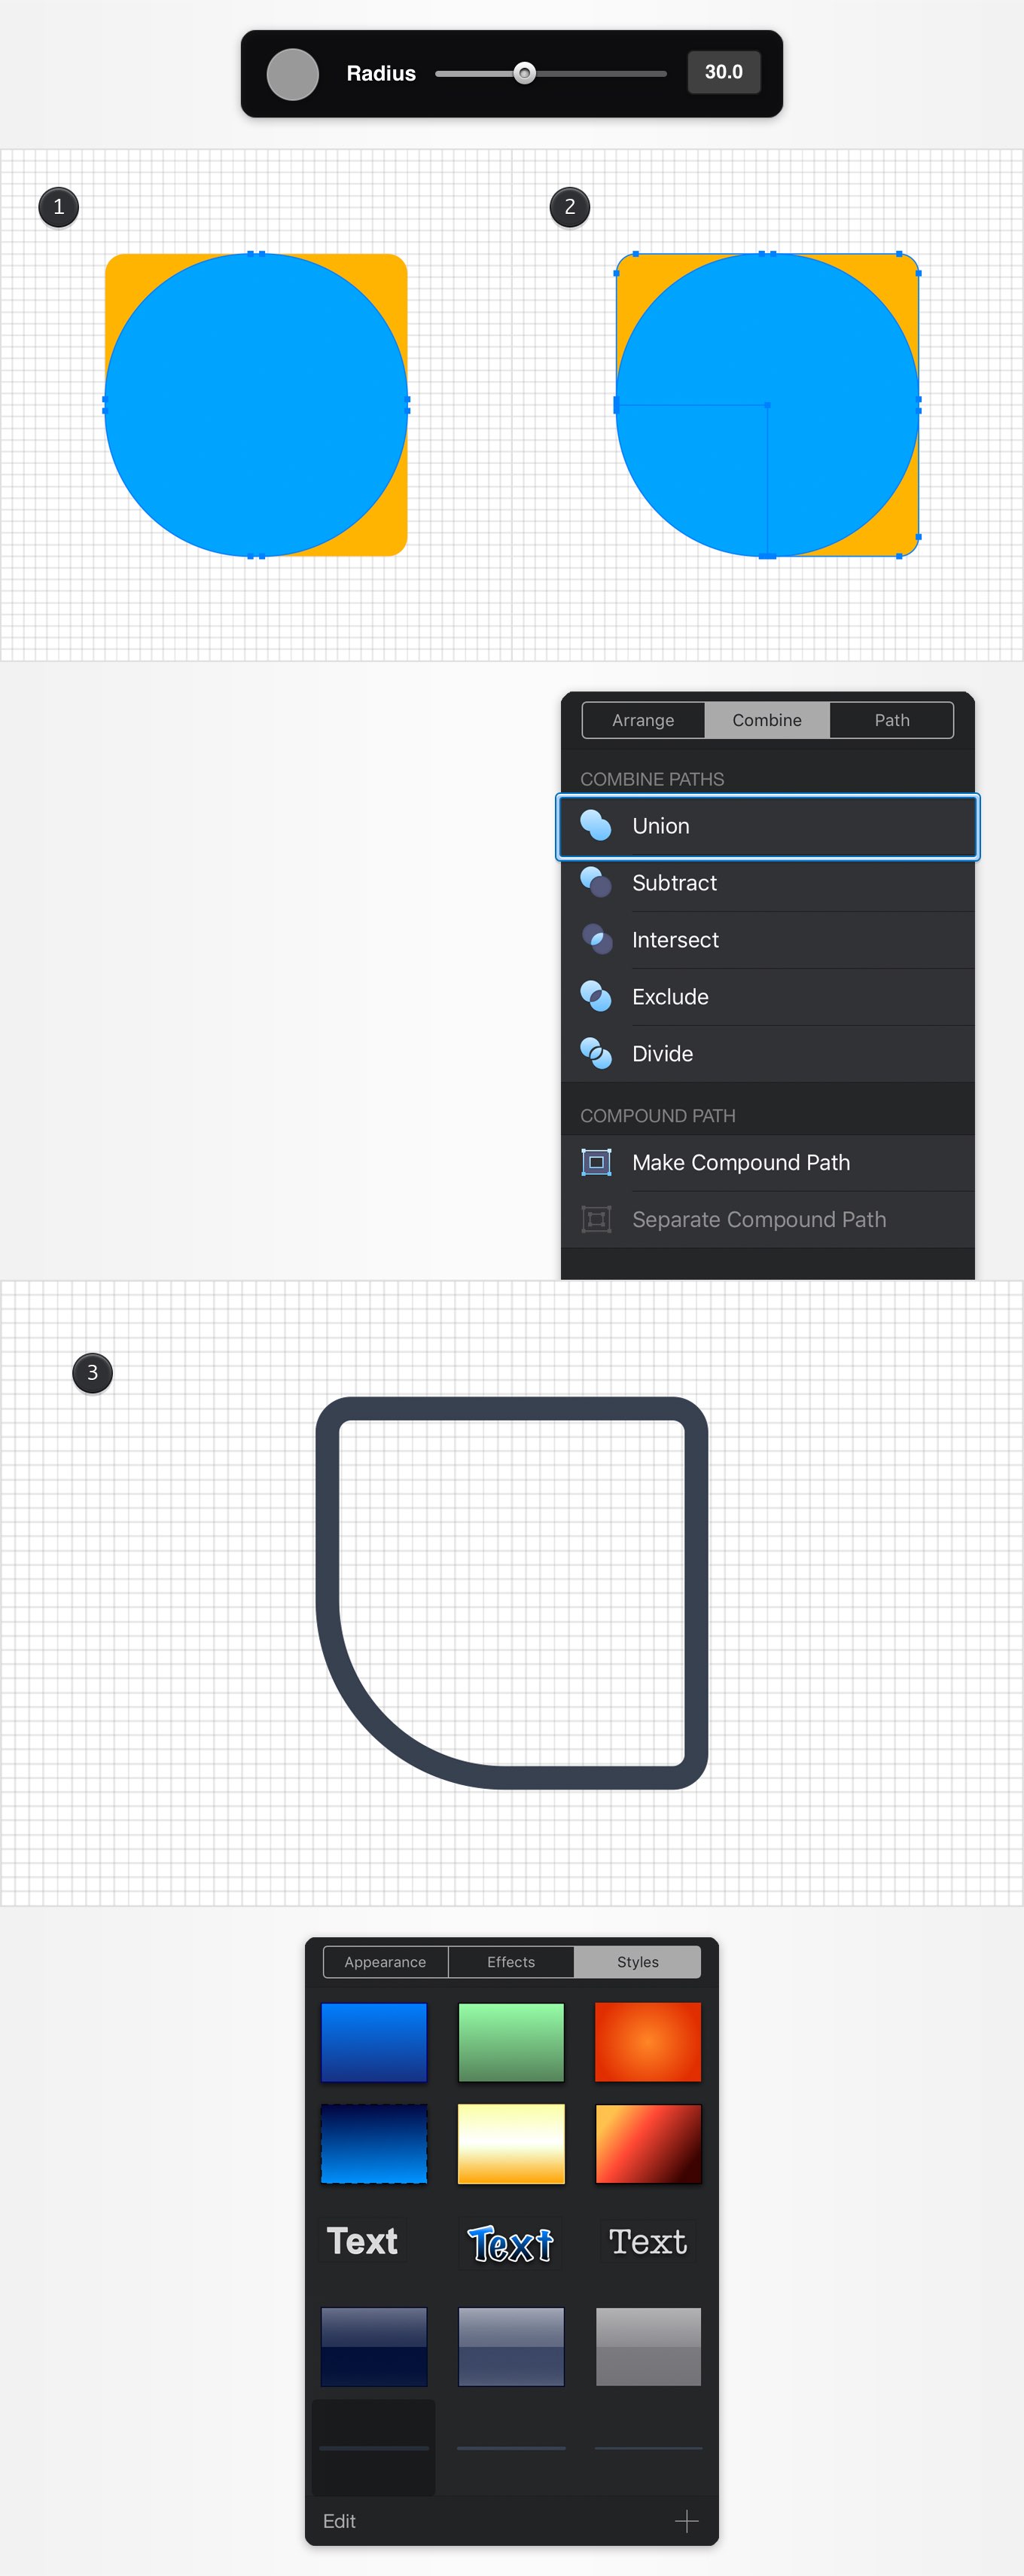 Radius 30.0
1 2
Arrange Combine Path
COMBINE PATHS
Union
Subtract
Intersect
Exclude
Divide
COMPOUND PATH
Make Compound Path
Separate Compound Path
3
Appearance Effects Styles
Text Text Text
Edit